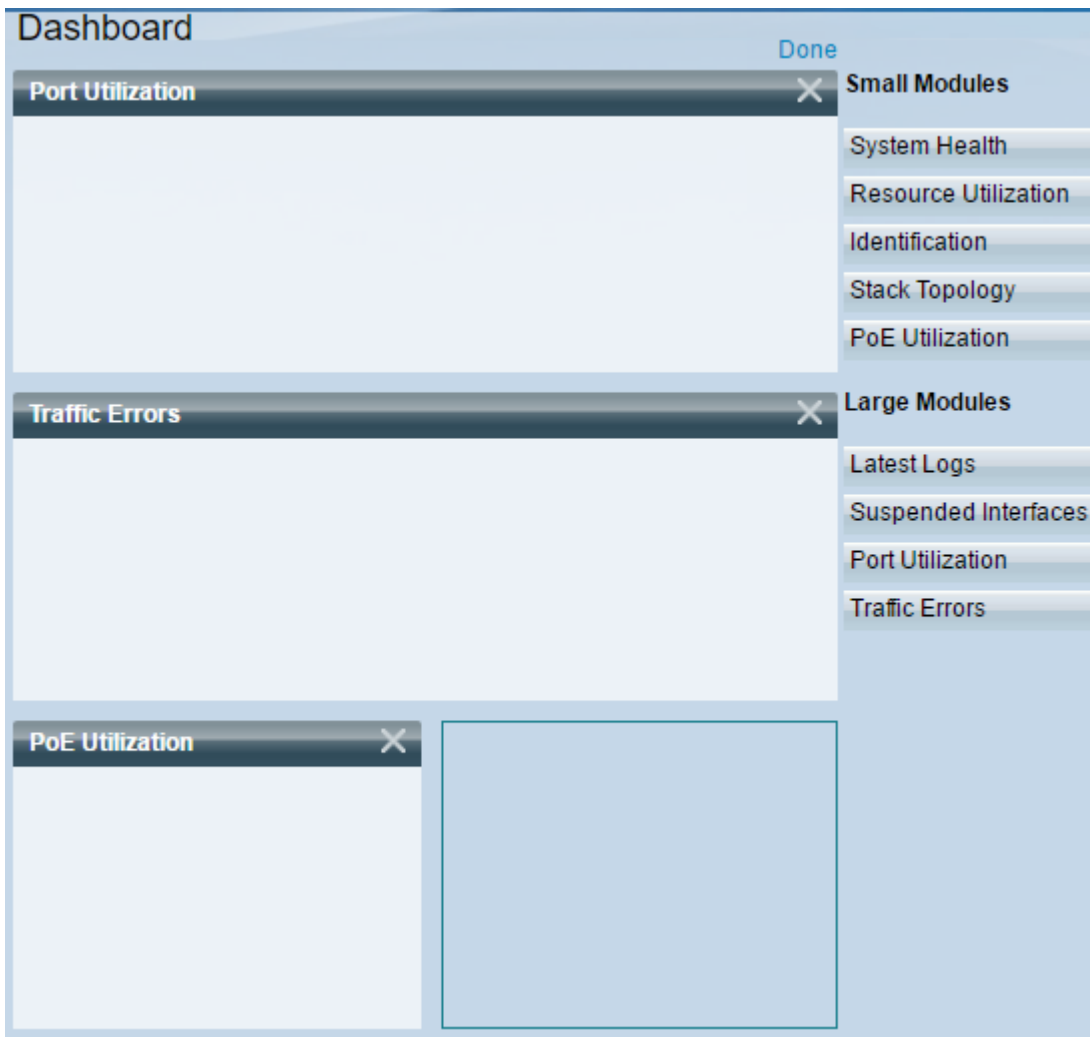 Dashboard
Done
Port Utilization
Small Modules
System Health
Resource Utilization
Identification
Stack Topology
PoE Utilization
Traffic Errors
Large Modules
Latest Logs
Suspended Interfaces
Port Utilization
Traffic Errors
PoE Utilization